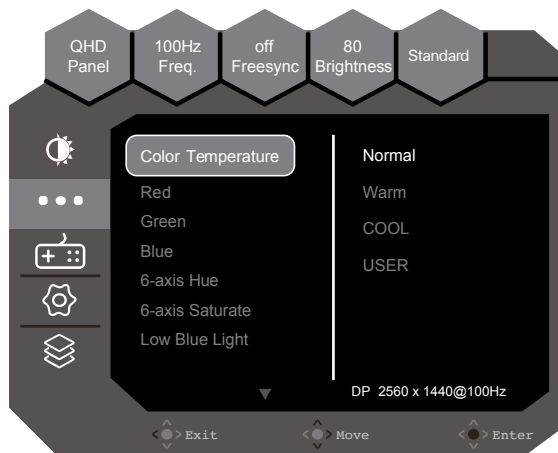 QHD
Panel
100Hz
Freq.
off
Freesync
80
Brightness
Standard
Color Temperature
Red
Green
Blue
6-axis Hue
6-axis Saturate
Low Blue Light
Normal
Warm
COOL
USER
DP 2560 x 1440@100Hz
Exit
Move
Enter